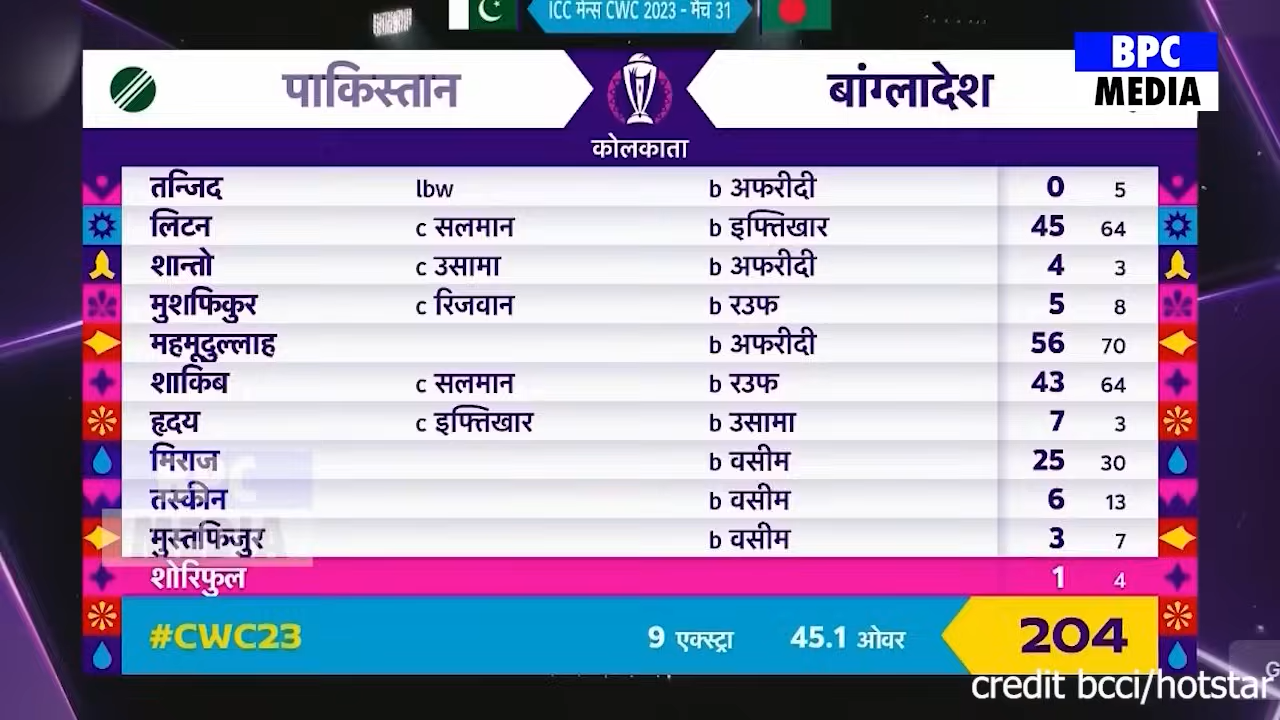 ICC मेन्स CWC 2023 - मैच 31
BPC
MEDIA
पाकिस्तान बांग्लादेश
कोलकाता
तन्जिद lbw b अफरीदी 0 5
लिटन c सलमान b इफ्तिखार 45 64
शान्तो c उसामा b अफरीदी 4 3
मुशफिकुर c रिजवान b रउफ 5 8
महमूदुल्लाह b अफरीदी 56 70
शाकिब c सलमान b रउफ 43 64
हृदय c इफ्तिखार b उसामा 7 3
मिराज b वसीम 25 30
तस्कीन b वसीम 6 13
मुस्तफिजुर b वसीम 3 7
शोरिफुल 1 4
BPC
MEDIA
#CWC23 9 एक्स्ट्रा 45.1 ओवर 204
credit bcci/hotstar